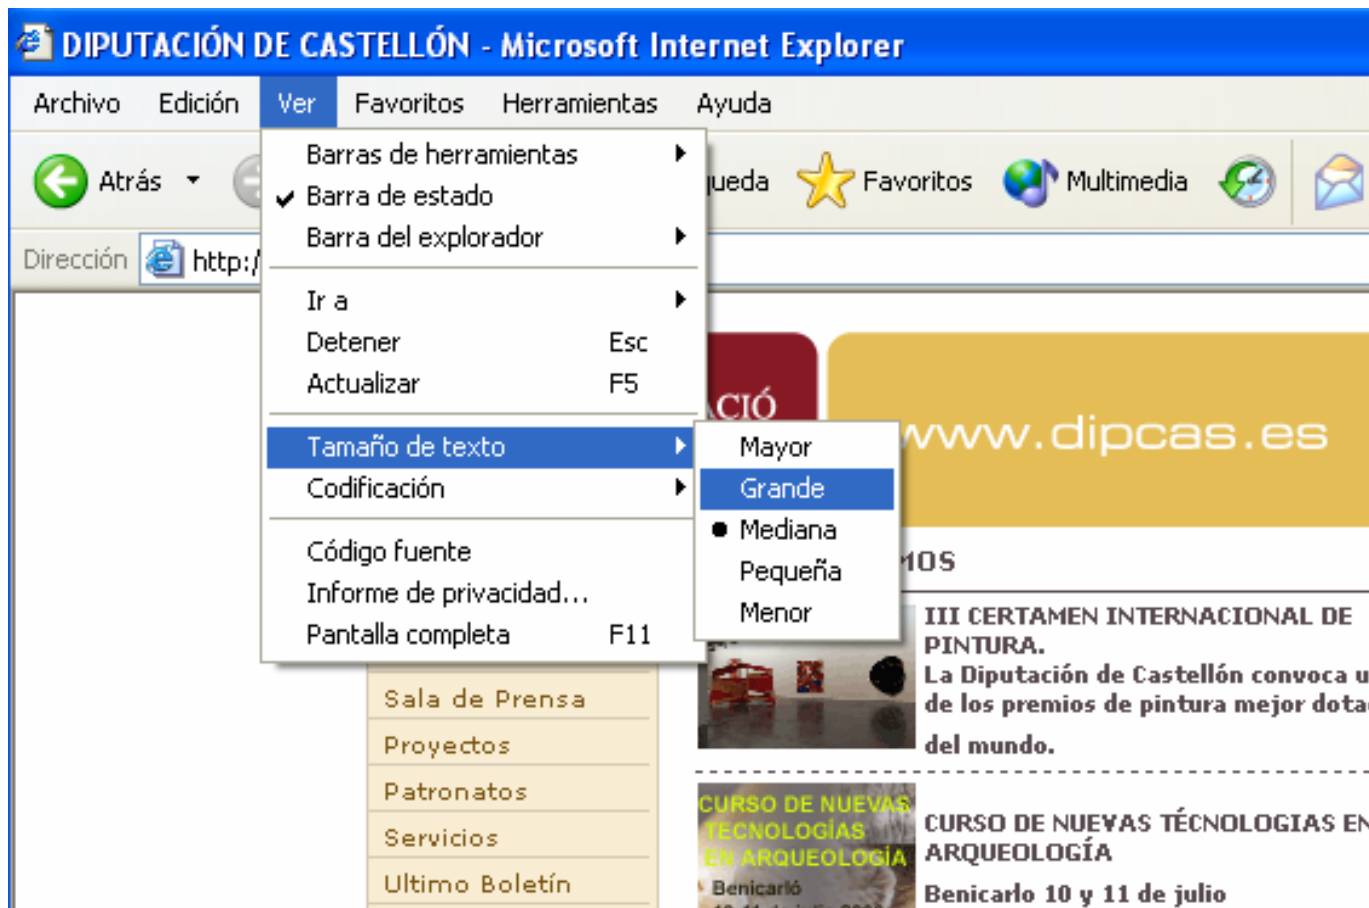 DIPUTACIÓN DE CASTELLÓN - Microsoft Internet Explorer
Archivo Edición Ver Favoritos Herramientas Ayuda
Atrás Favoritos Multimedia
Dirección http:/
Barras de herramientas
Barra de estado
Barra del explorador
Ir a
Detener Esc
Actualizar F5
Tamaño de texto
Codificación
Código fuente
Informe de privacidad...
Pantalla completa F11
Mayor
Grande
Mediana
Pequeña
Menor
www.dipcas.es
Sala de Prensa
Proyectos
Patronatos
Servicios
Ultimo Boletín
III CERTAMEN INTERNACIONAL DE
PINTURA.
La Diputación de Castellón convoca
de los premios de pintura mejor
del mundo.
CURSO DE NUEVAS
TECNOLOGÍAS
EN ARQUEOLOGÍA
Benicarló
CURSO DE NUEVAS TÉCNOLOGIAS EN
ARQUEOLOGÍA
Benicarlo 10 y 11 de julio